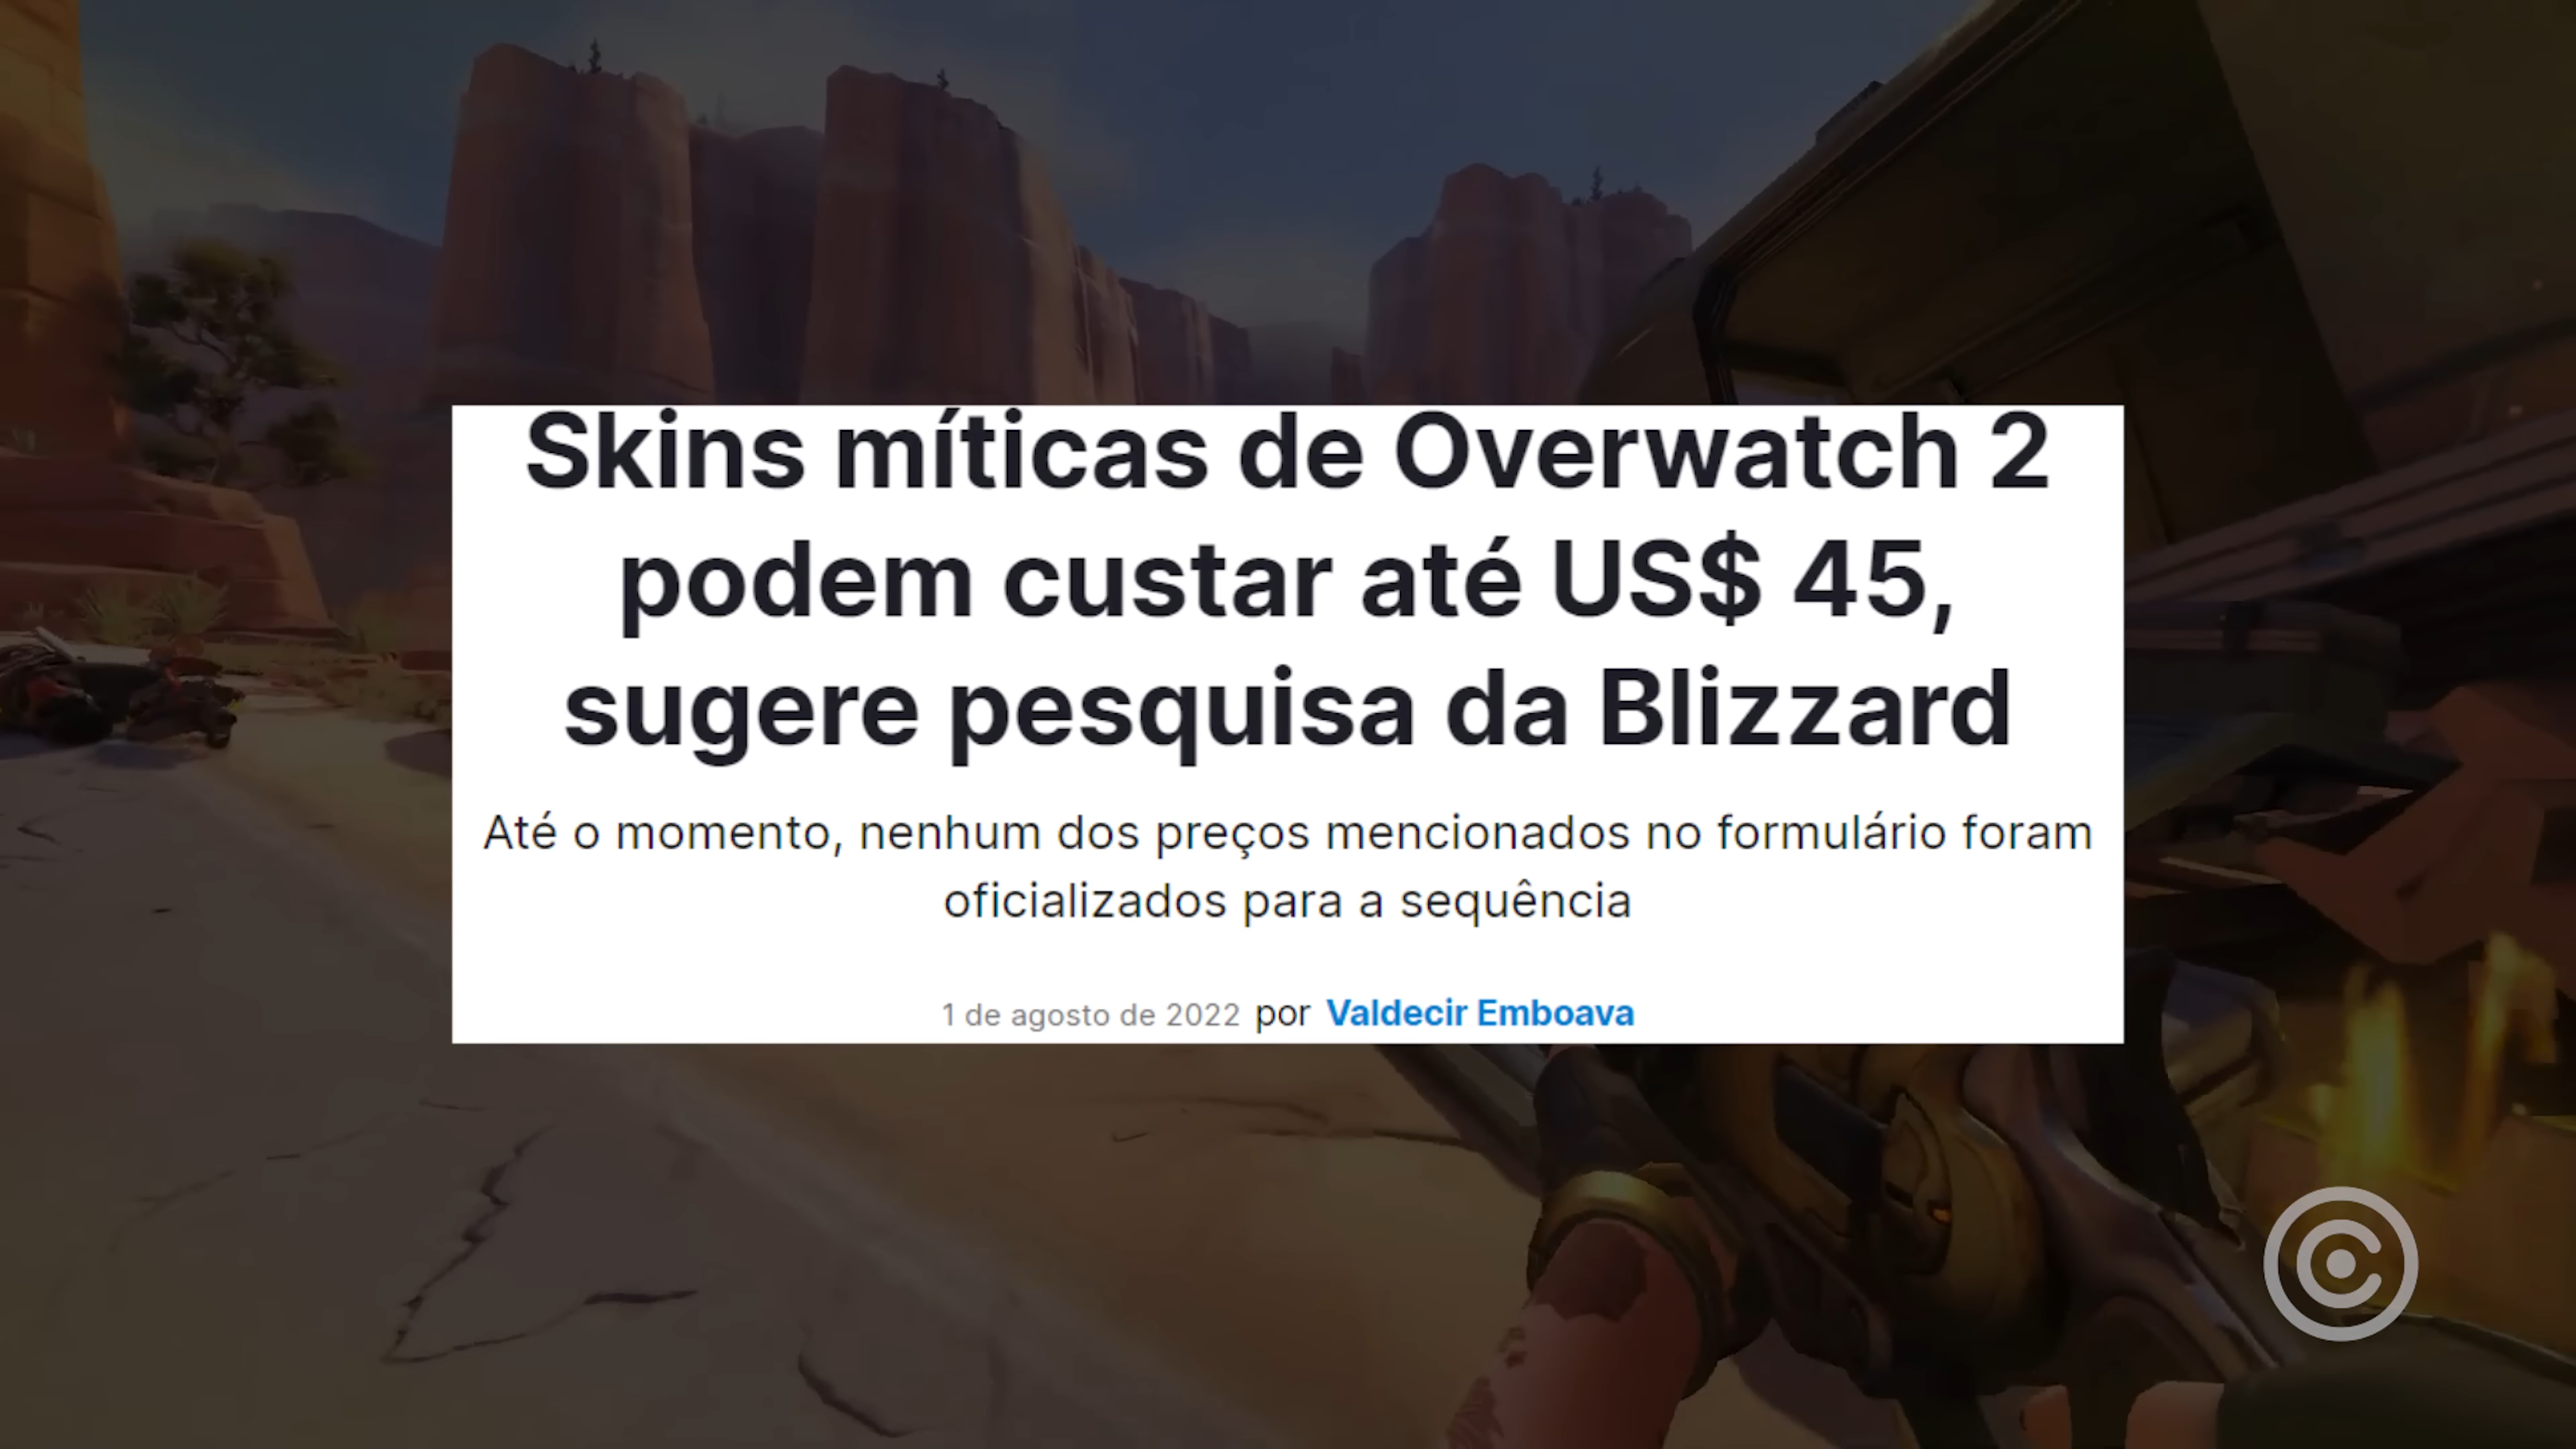 Skins míticas de Overwatch 2
podem custar até US$ 45,
sugere pesquisa da Blizzard
Até o momento, nenhum dos preços mencionados no formulário foram
oficializados para a sequência
1 de agosto de 2022 por Valdecir Emboava